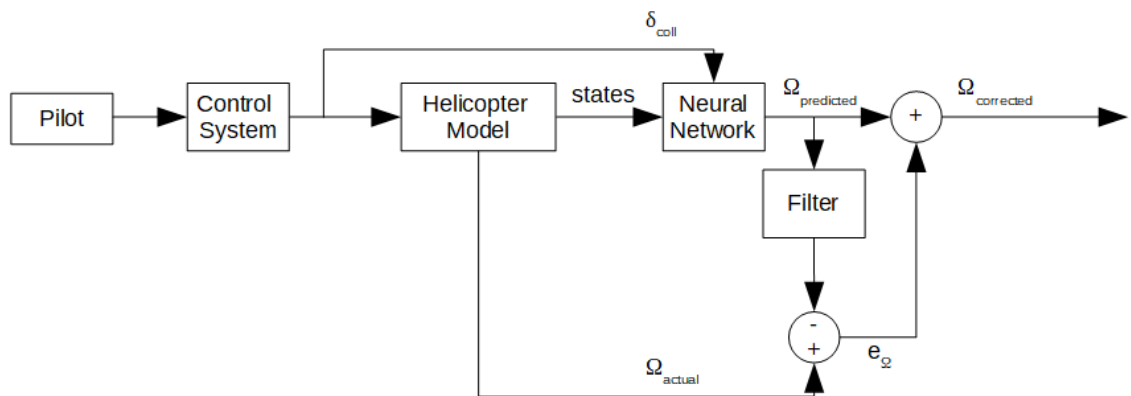 δcoll
Pilot
Control
System
Helicopter
Model
states
Neural
Network
Ωpredicted
+
Ωcorrected
Filter
-
+
eΩ
Ωactual